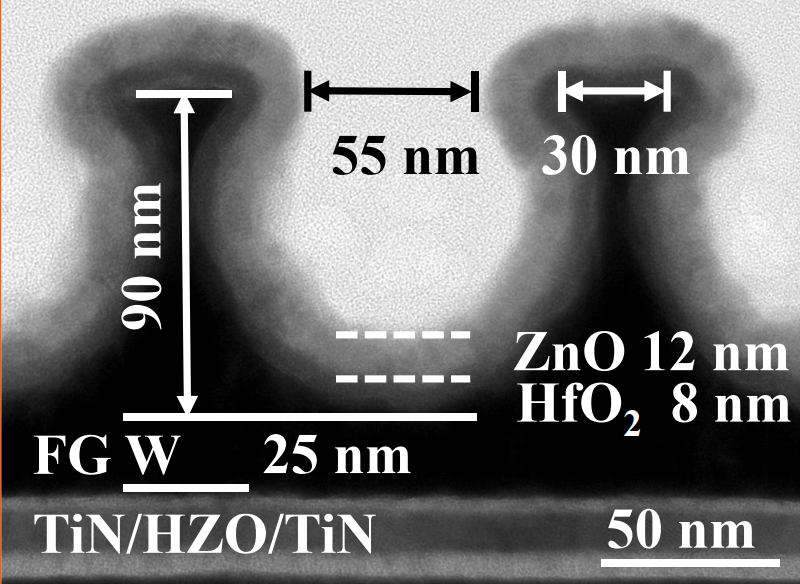 55 nm
30 nm
90 nm
ZnO 12 nm
HfO₂ 8 nm
FG W 25 nm
TiN/HZO/TiN
50 nm